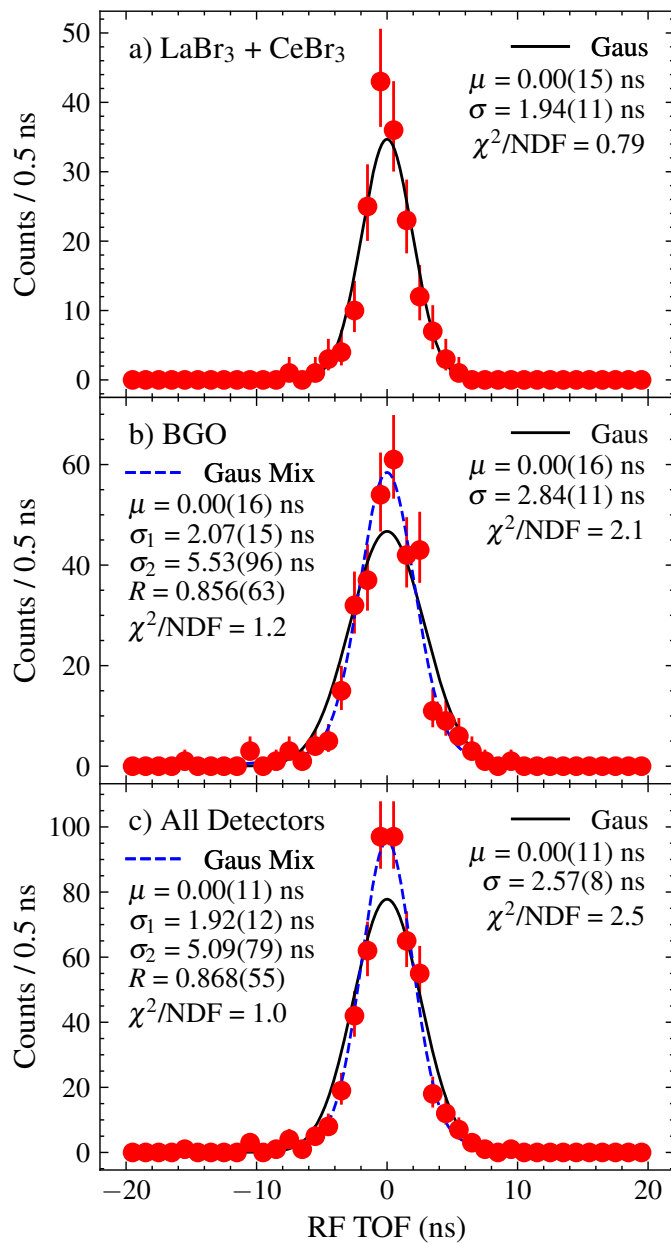 a) LaBr₃ + CeBr₃
Gaus
μ = 0.00(15) ns
σ = 1.94(11) ns
χ²/NDF = 0.79
50
40
30
20
10
0
Counts / 0.5 ns
b) BGO
Gaus Mix
μ = 0.00(16) ns
σ₁ = 2.07(15) ns
σ₂ = 5.53(96) ns
R = 0.856(63)
χ²/NDF = 1.2
Gaus
μ = 0.00(16) ns
σ = 2.84(11) ns
χ²/NDF = 2.1
60
40
20
0
Counts / 0.5 ns
c) All Detectors
Gaus Mix
μ = 0.00(11) ns
σ₁ = 1.92(12) ns
σ₂ = 5.09(79) ns
R = 0.868(55)
χ²/NDF = 1.0
Gaus
μ = 0.00(11) ns
σ = 2.57(8) ns
χ²/NDF = 2.5
100
80
60
40
20
0
Counts / 0.5 ns
−20 −10 0 10 20
RF TOF (ns)